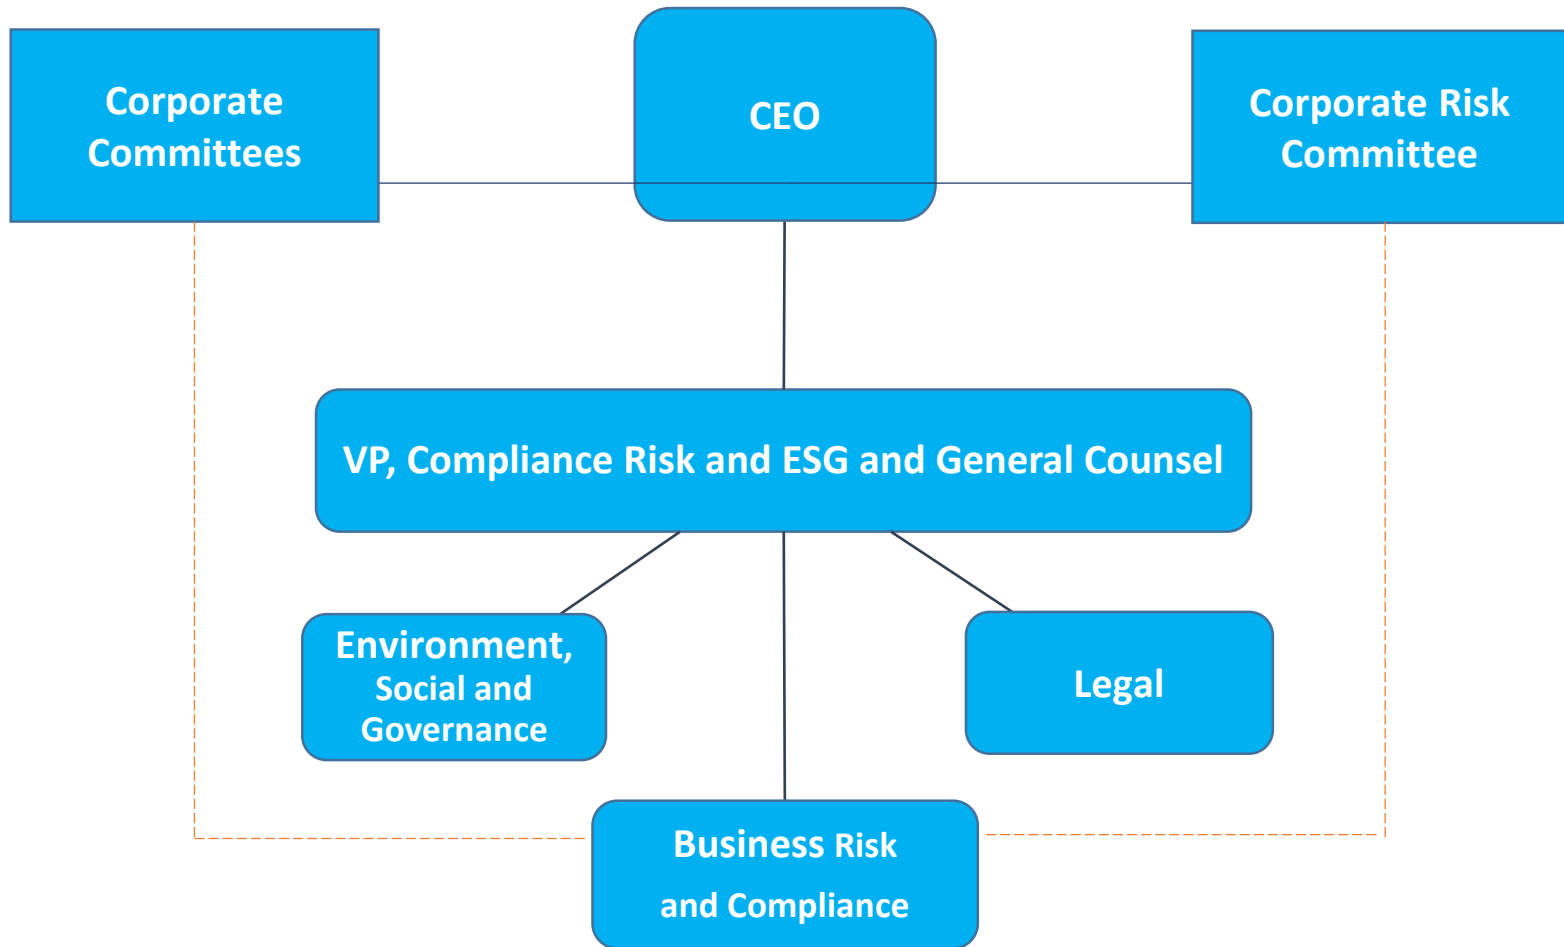 Corporate
Committees
CEO
Corporate Risk
Committee
VP, Compliance Risk and ESG and General Counsel
Environment,
Social and
Governance
Legal
Business Risk
and Compliance